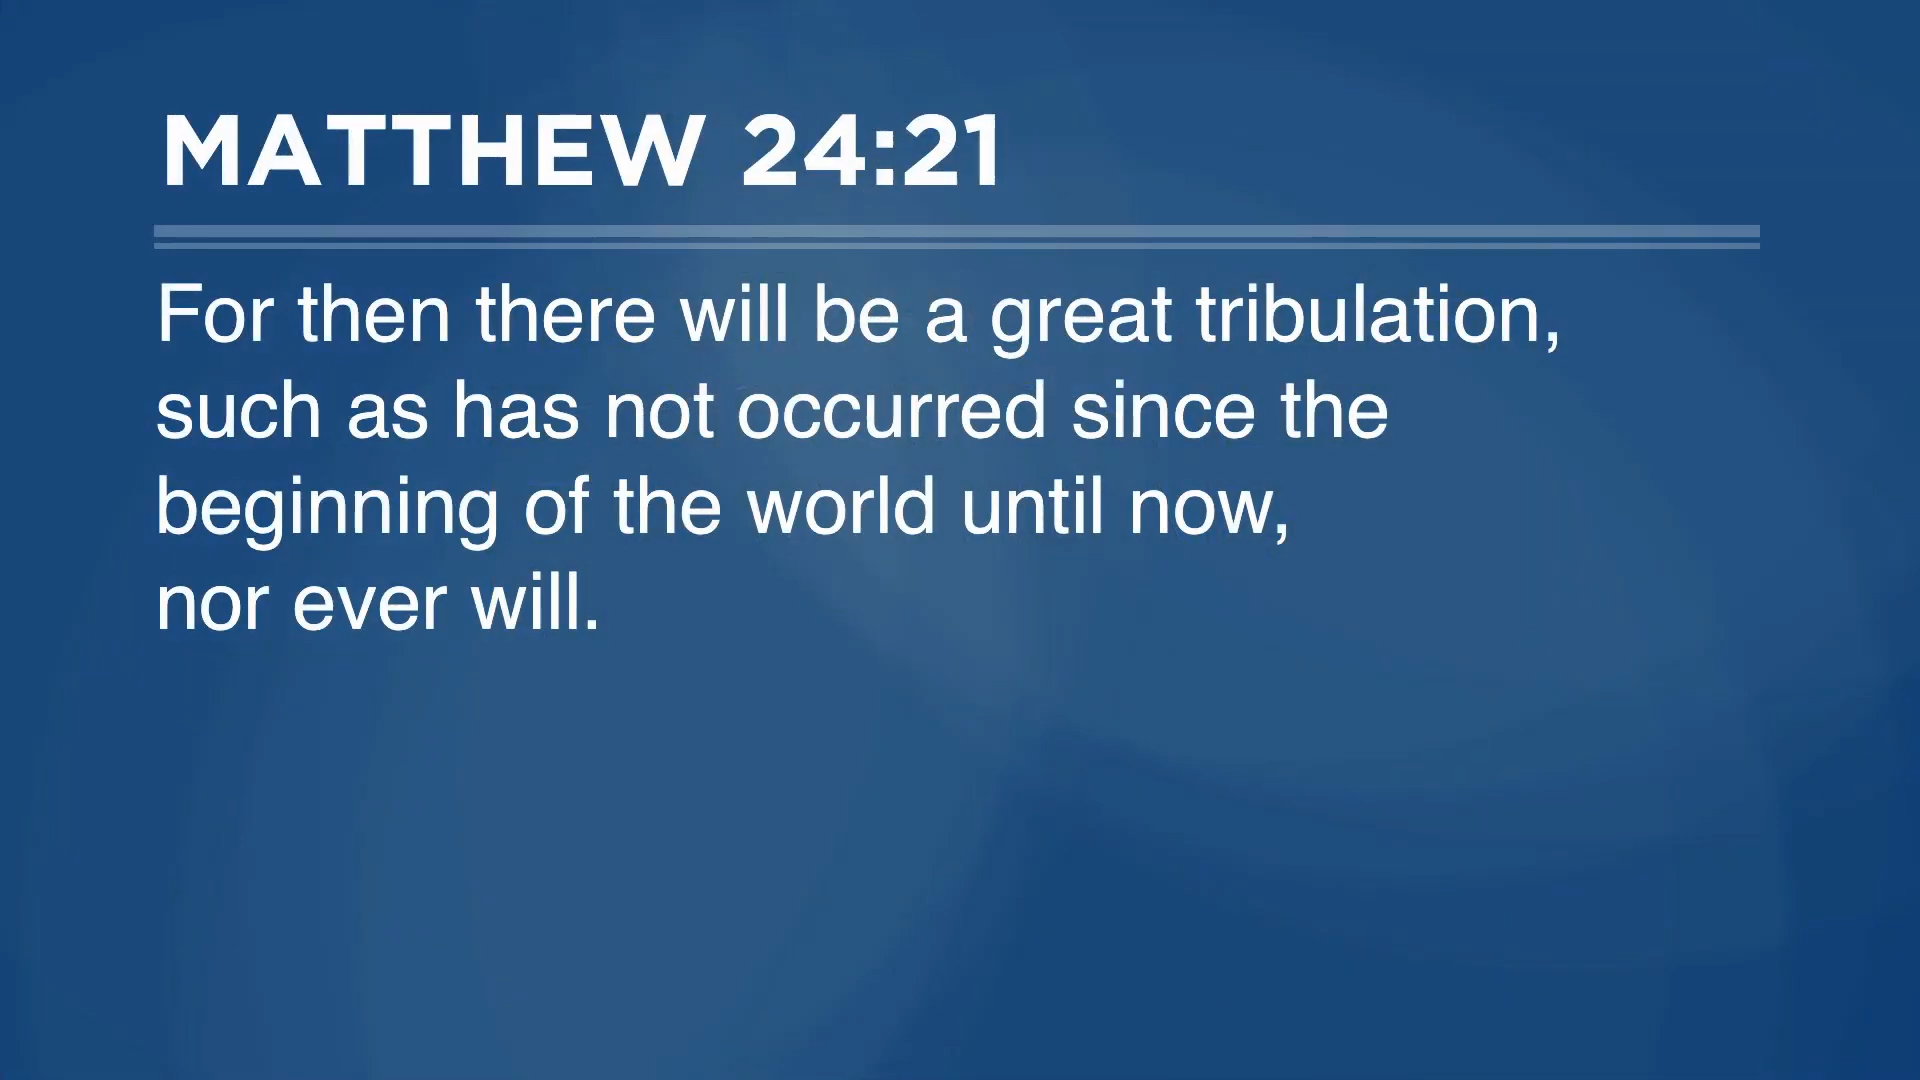 MATTHEW 24:21
For then there will be a great tribulation,
such as has not occurred since the
beginning of the world until now,
nor ever will.